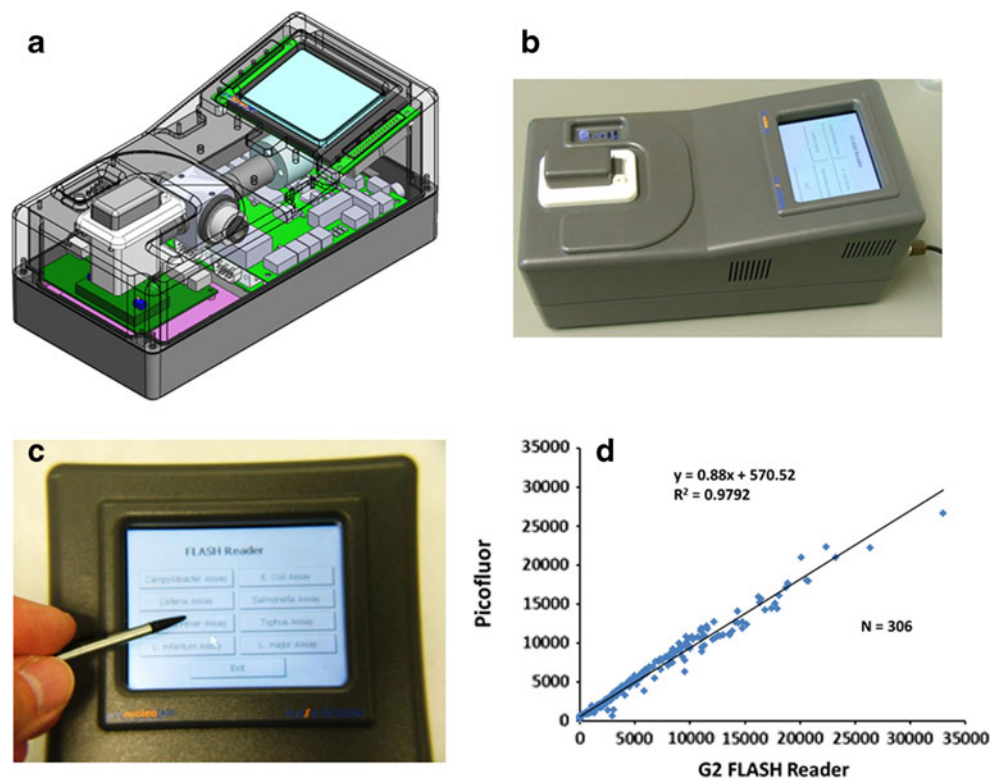 a
b
c
FLASH Reader
Campylobacter Assay
E. Coli Assay
Listeria Assay
Salmonella Assay
Assay
Typhus Assay
L. infantum Assay
L. major Assay
Exit
d
35000
30000
25000
20000
15000
10000
5000
0
y = 0.88x + 570.52
R² = 0.9792
N = 306
Picofluor
0 5000 10000 15000 20000 25000 30000 35000
G2 FLASH Reader